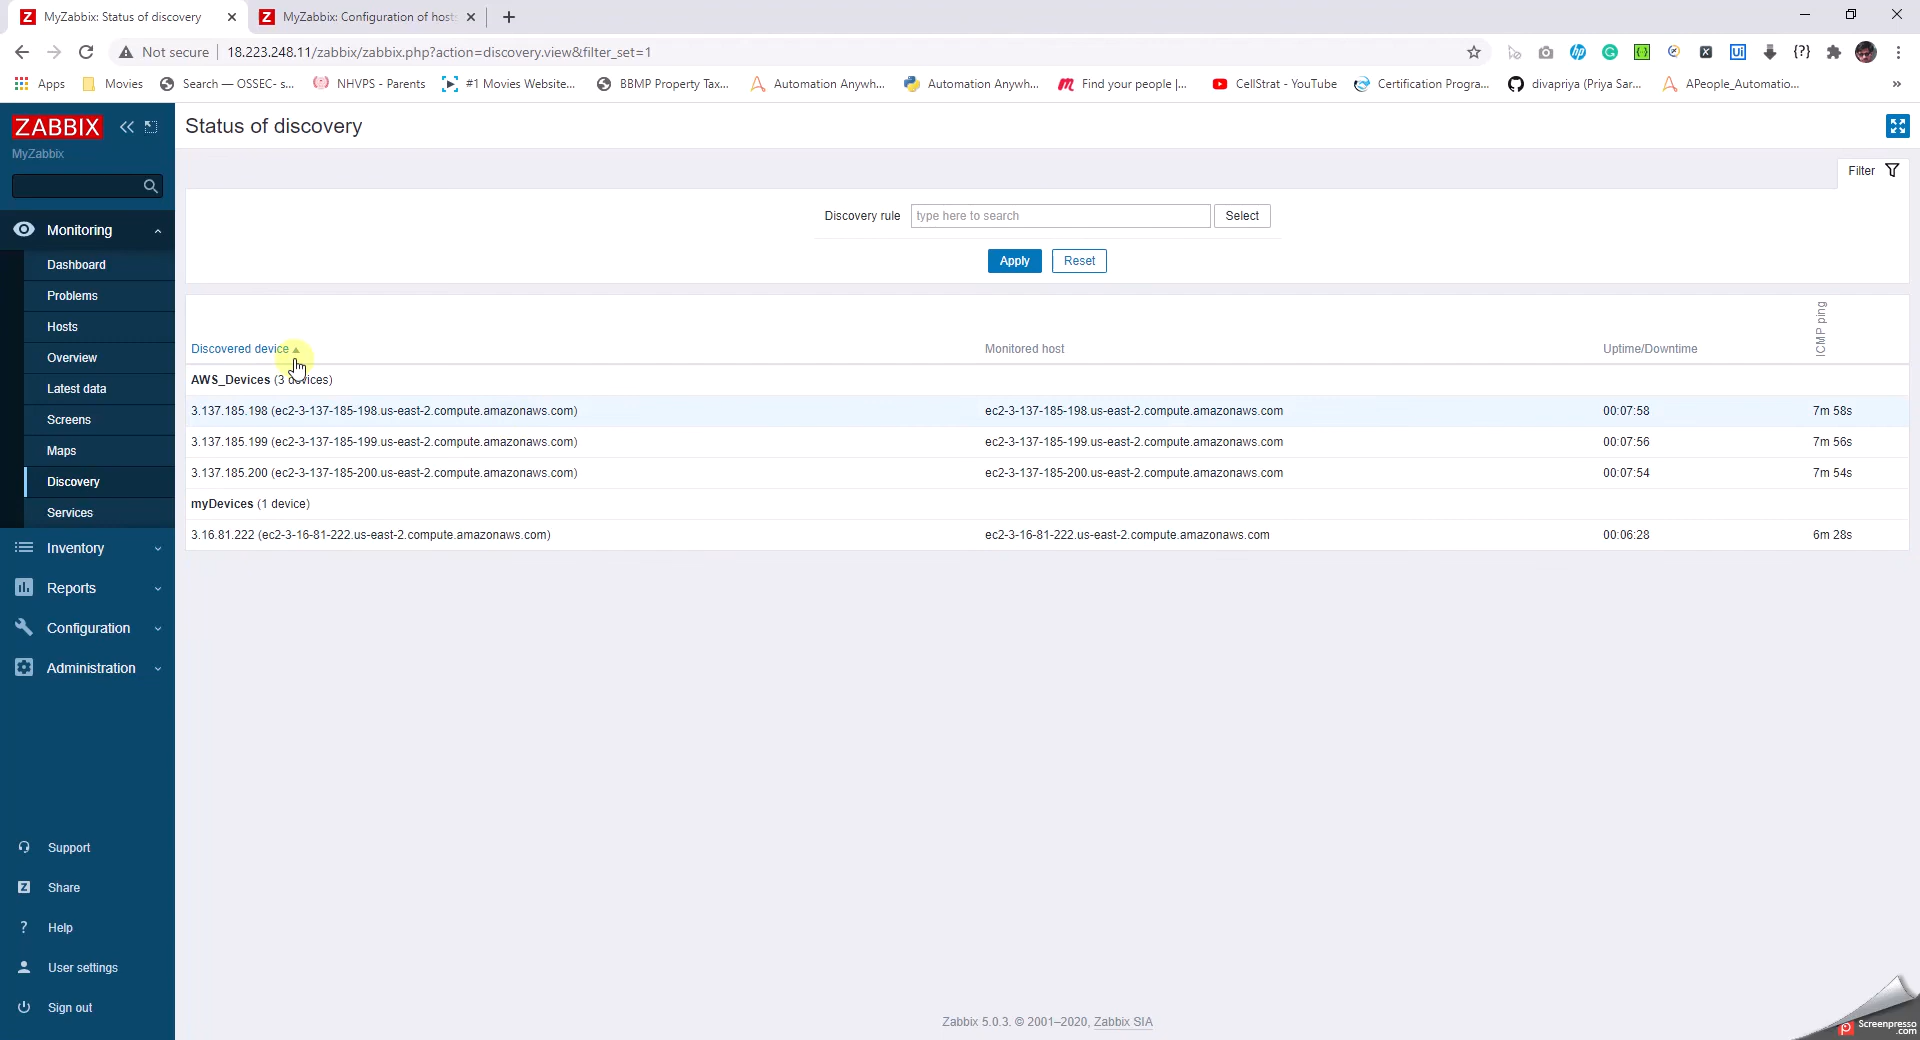 MyZabbix: Status of discovery
MyZabbix: Configuration of host
Not secure
18.223.248.11/zabbix/zabbix.php?action=discovery.view&filter_set=1
Apps
Movies
Search — OSSEC- s...
NHVPS - Parents
#1 Movies Website...
BBMP Property Tax...
Automation Anywh...
Automation Anywh...
Find your people |...
CellStrat - YouTube
Certification Progra...
divapriya (Priya Sar...
APeople_Automatio...
ZABBIX
MyZabbix
Monitoring
Dashboard
Problems
Hosts
Overview
Latest data
Screens
Maps
Discovery
Services
Inventory
Reports
Configuration
Administration
Support
Share
Help
User settings
Sign out
Status of discovery
Filter
Discovery rule type here to search Select
Apply Reset
Discovered device Monitored host Uptime/Downtime ICMP ping
AWS_Devices (3 devices)
3.137.185.198 (ec2-3-137-185-198.us-east-2.compute.amazonaws.com) ec2-3-137-185-198.us-east-2.compute.amazonaws.com 00:07:58 7m 58s
3.137.185.199 (ec2-3-137-185-199.us-east-2.compute.amazonaws.com) ec2-3-137-185-199.us-east-2.compute.amazonaws.com 00:07:56 7m 56s
3.137.185.200 (ec2-3-137-185-200.us-east-2.compute.amazonaws.com) ec2-3-137-185-200.us-east-2.compute.amazonaws.com 00:07:54 7m 54s
myDevices (1 device)
3.16.81.222 (ec2-3-16-81-222.us-east-2.compute.amazonaws.com) ec2-3-16-81-222.us-east-2.compute.amazonaws.com 00:06:28 6m 28s
Zabbix 5.0.3. © 2001–2020, Zabbix SIA
Screenpresso
.com